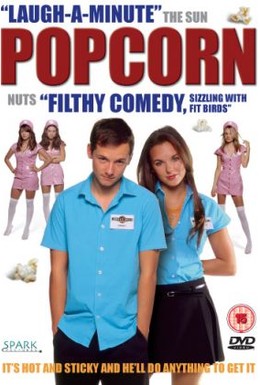 "LAUGH-A-MINUTE" THE SUN
POPCORN
NUTS "FILTHY COMEDY, SIZZLING WITH
FIT BIRDS"
15
SPARK
DVD
VIDEO
IT'S HOT AND STICKY AND HE'LL DO ANYTHING TO GET IT